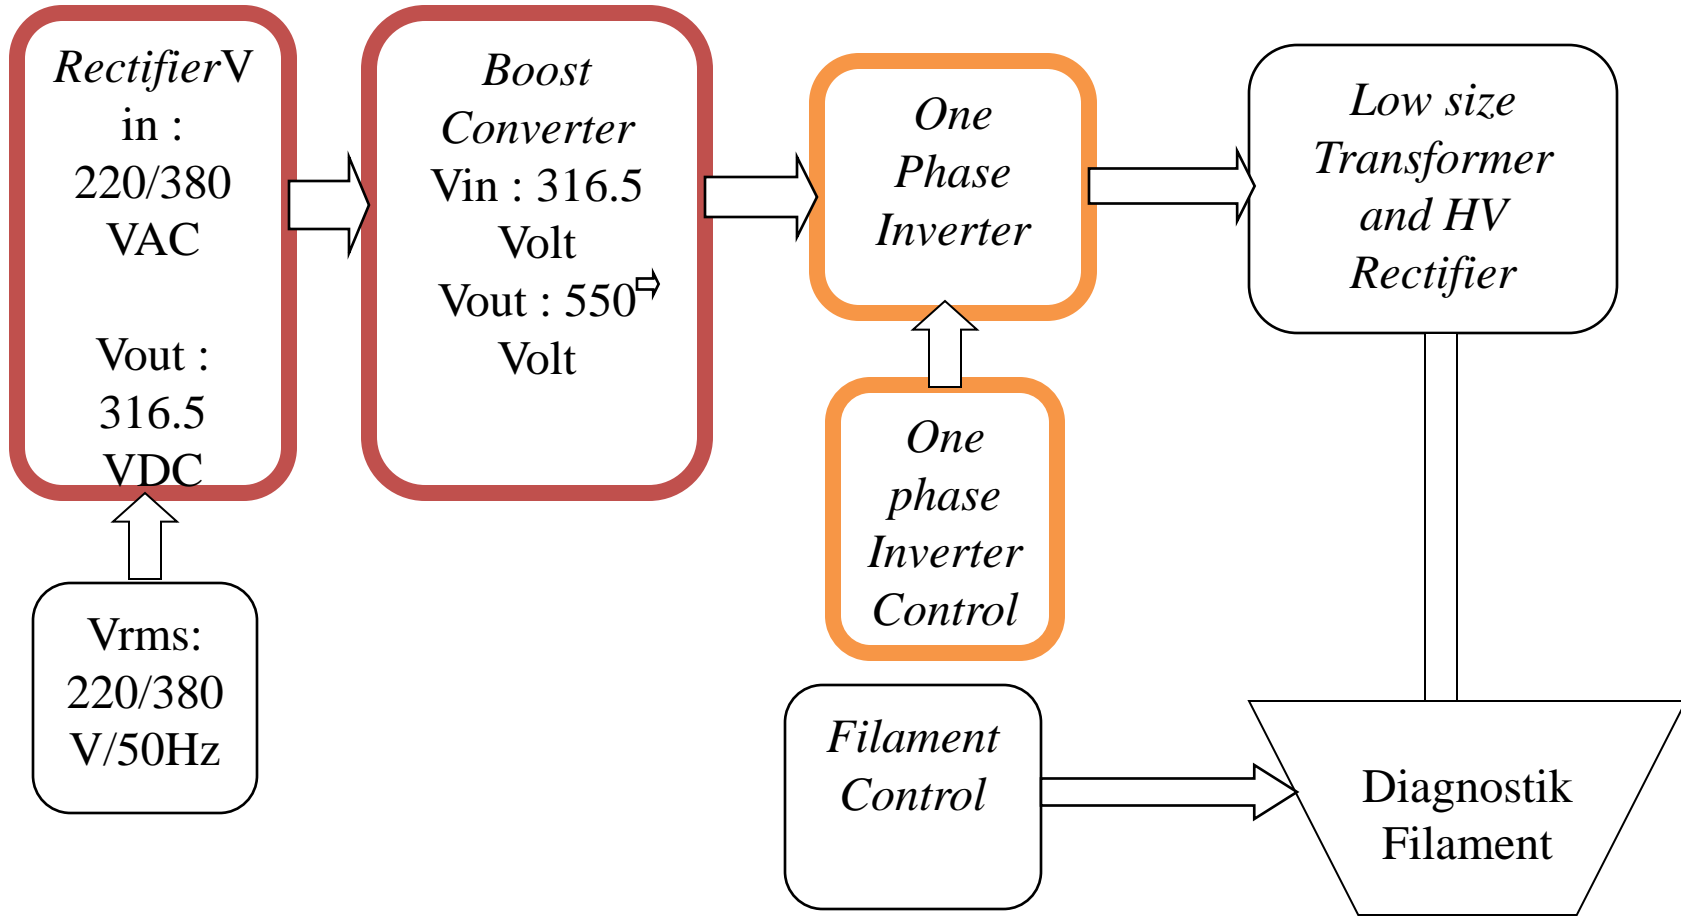 RectifierV
in :
220/380
VAC
Vout :
316.5
VDC
Boost
Converter
Vin : 316.5
Volt
Vout : 550
Volt
One
Phase
Inverter
Low size
Transformer
and HV
Rectifier
One
phase
Inverter
Control
Vrms:
220/380
V/50Hz
Filament
Control
Diagnostik
Filament